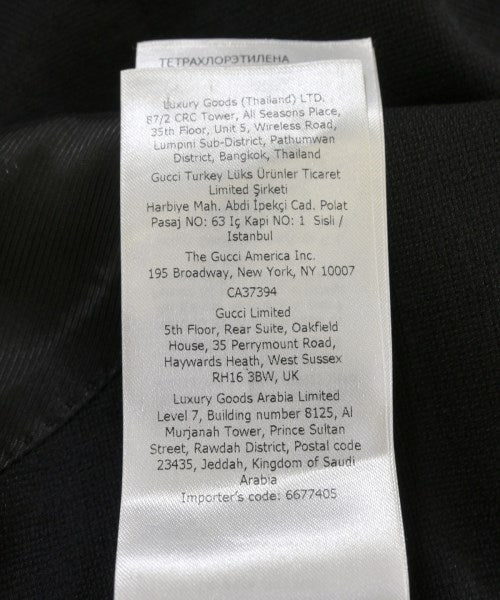 ТЕТРАХЛОРЭТИЛЕНА
Luxury Goods (Thailand) LTD.
87/2 CRC Tower, All Seasons Place,
35th Floor, Unit 5, Wireless Road,
Lumpini Sub-District, Pathumwan
District, Bangkok, Thailand
Gucci Turkey Lüks Ürünler Ticaret
Limited Şirketi
Harbiye Mah. Abdi İpekçi Cad. Polat
Pasaj NO: 63 Iç Kapi NO: 1 Sisli /
Istanbul
The Gucci America Inc.
195 Broadway, New York, NY 10007
CA37394
Gucci Limited
5th Floor, Rear Suite, Oakfield
House, 35 Perrymount Road,
Haywards Heath, West Sussex
RH16 3BW, UK
Luxury Goods Arabia Limited
Level 7, Building number 8125, Al
Murjanah Tower, Prince Sultan
Street, Rawdah District, Postal code
23435, Jeddah, Kingdom of Saudi
Arabia
Importer's code: 6677405